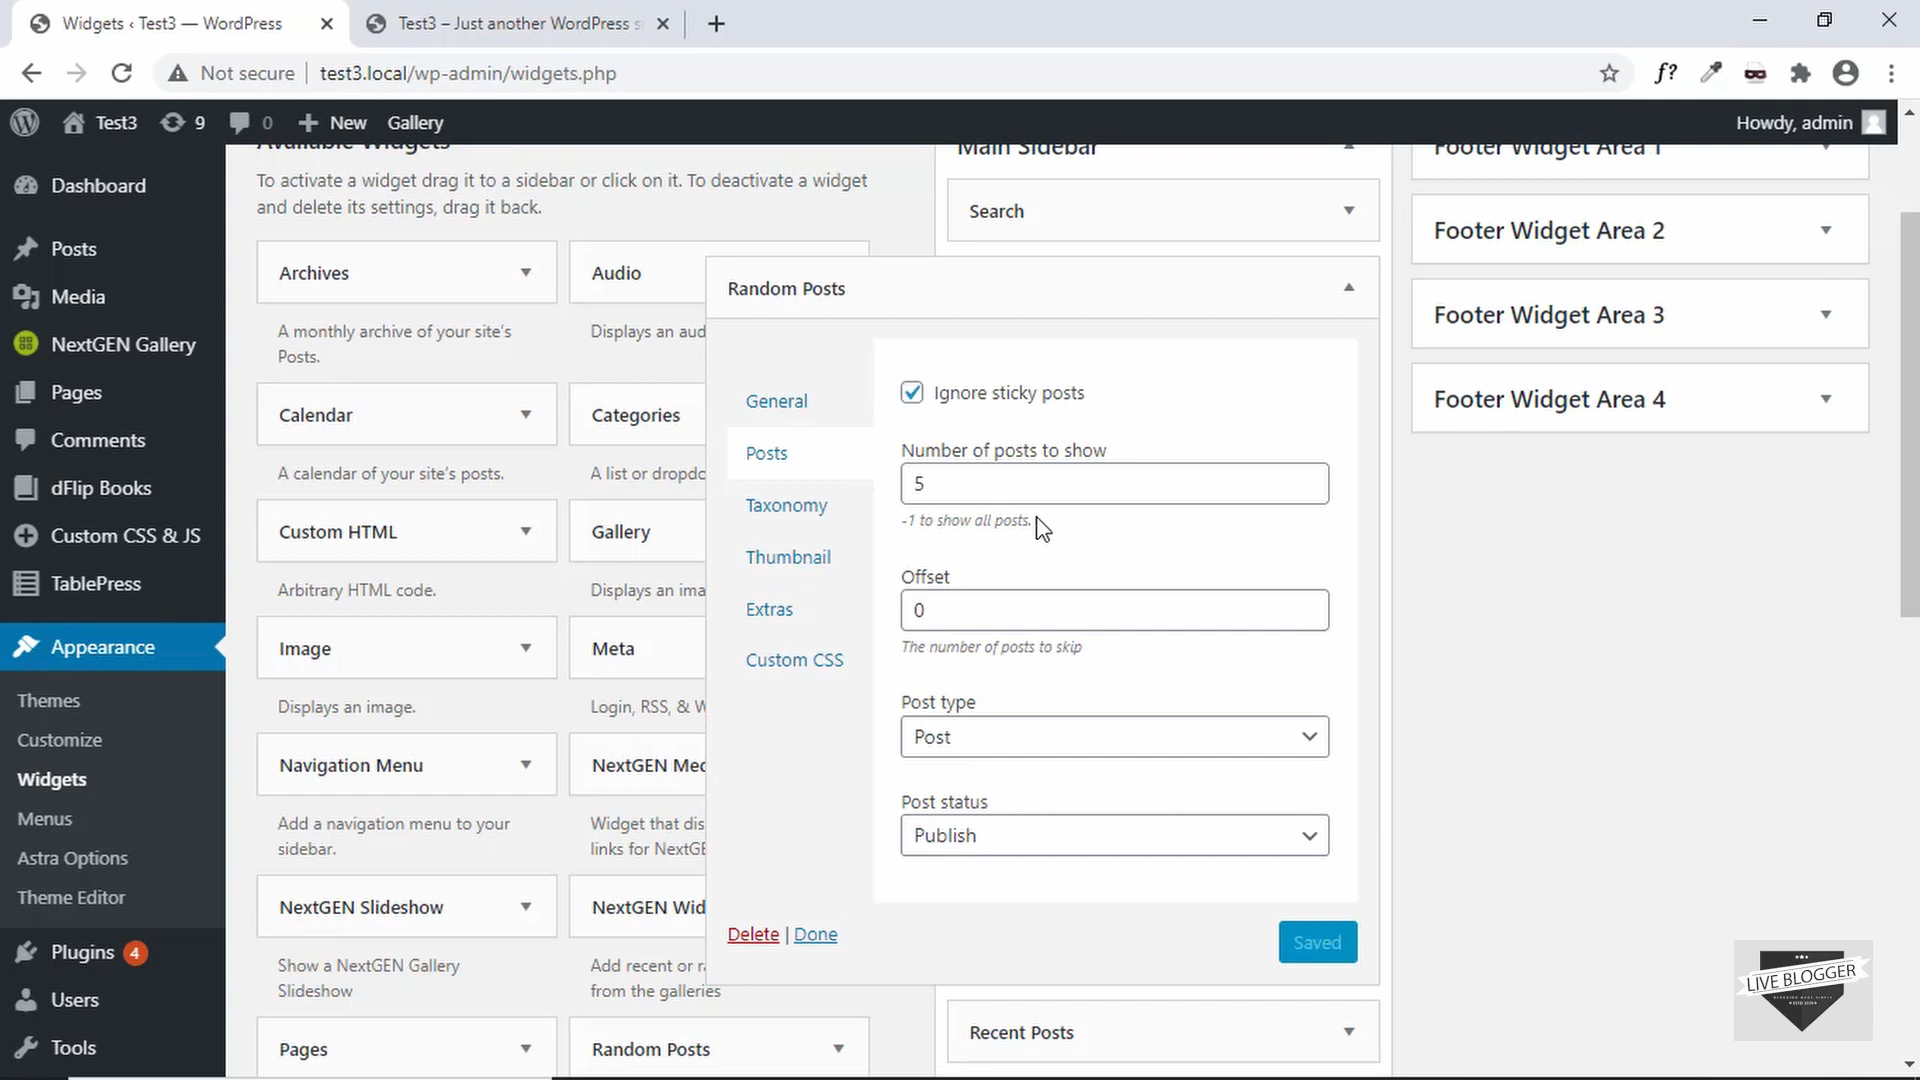 Widgets ‹ Test3 — WordPress
Test3 – Just another WordPress s
Not secure
test3.local/wp-admin/widgets.php
f?
Test3
9
0
New
Gallery
Howdy, admin
Dashboard
Posts
Media
NextGEN Gallery
Pages
Comments
dFlip Books
Custom CSS & JS
TablePress
Appearance
Themes
Customize
Widgets
Menus
Astra Options
Theme Editor
Plugins 4
Users
Tools
Available Widgets
To activate a widget drag it to a sidebar or click on it. To deactivate a widget
and delete its settings, drag it back.
Archives
A monthly archive of your site's
Posts.
Calendar
A calendar of your site's posts.
Custom HTML
Arbitrary HTML code.
Image
Displays an image.
Navigation Menu
Add a navigation menu to your
sidebar.
NextGEN Slideshow
Show a NextGEN Gallery
Slideshow
Pages
Audio
Displays an aud
Categories
A list or dropdo
Gallery
Displays an ima
Meta
Login, RSS, & W
NextGEN Med
Widget that dis
links for NextGE
NextGEN Wid
Add recent or ra
from the galleries
Random Posts
Main Sidebar
Search
Random Posts
General
Posts
Taxonomy
Thumbnail
Extras
Custom CSS
Ignore sticky posts
Number of posts to show
5
-1 to show all posts.
Offset
0
The number of posts to skip
Post type
Post
Post status
Publish
Delete | Done
Saved
Recent Posts
Footer Widget Area 1
Footer Widget Area 2
Footer Widget Area 3
Footer Widget Area 4
LIVE BLOGGER